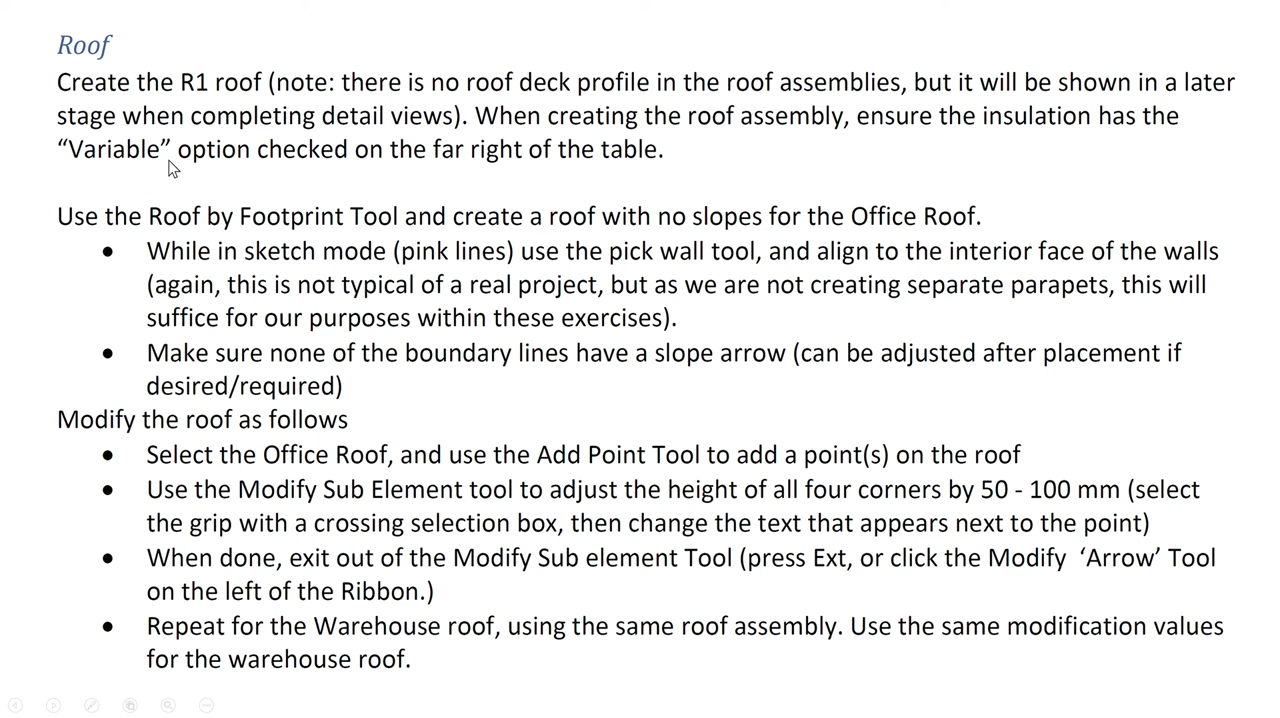 Roof
Create the R1 roof (note: there is no roof deck profile in the roof assemblies, but it will be shown in a later
stage when completing detail views). When creating the roof assembly, ensure the insulation has the
“Variable” option checked on the far right of the table.
Use the Roof by Footprint Tool and create a roof with no slopes for the Office Roof.
• While in sketch mode (pink lines) use the pick wall tool, and align to the interior face of the walls
(again, this is not typical of a real project, but as we are not creating separate parapets, this will
suffice for our purposes within these exercises).
• Make sure none of the boundary lines have a slope arrow (can be adjusted after placement if
desired/required)
Modify the roof as follows
• Select the Office Roof, and use the Add Point Tool to add a point(s) on the roof
• Use the Modify Sub Element tool to adjust the height of all four corners by 50 - 100 mm (select
the grip with a crossing selection box, then change the text that appears next to the point)
• When done, exit out of the Modify Sub element Tool (press Ext, or click the Modify ‘Arrow’ Tool
on the left of the Ribbon.)
• Repeat for the Warehouse roof, using the same roof assembly. Use the same modification values
for the warehouse roof.